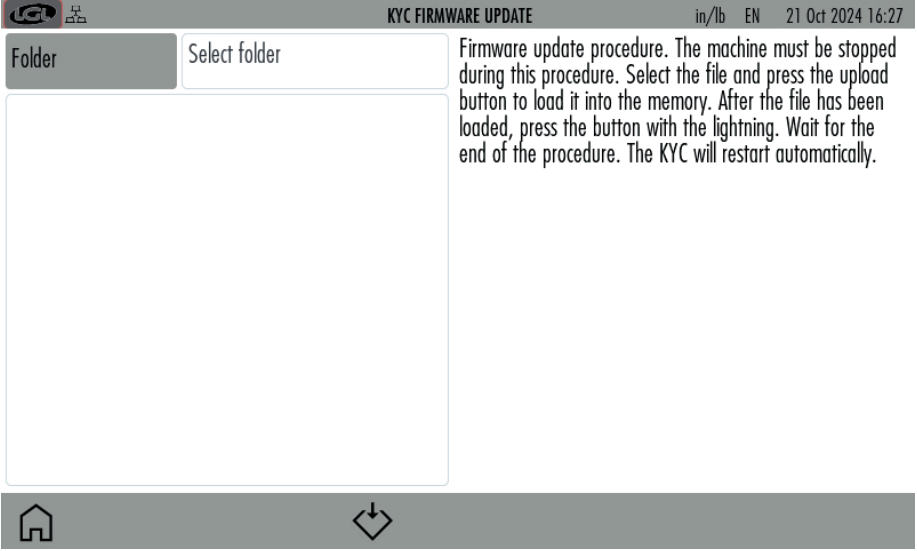 LGL
KYC FIRMWARE UPDATE
in/lb EN 21 Oct 2024 16:27
Folder
Select folder
Firmware update procedure. The machine must be stopped
during this procedure. Select the file and press the upload
button to load it into the memory. After the file has been
loaded, press the button with the lightning. Wait for the
end of the procedure. The KYC will restart automatically.